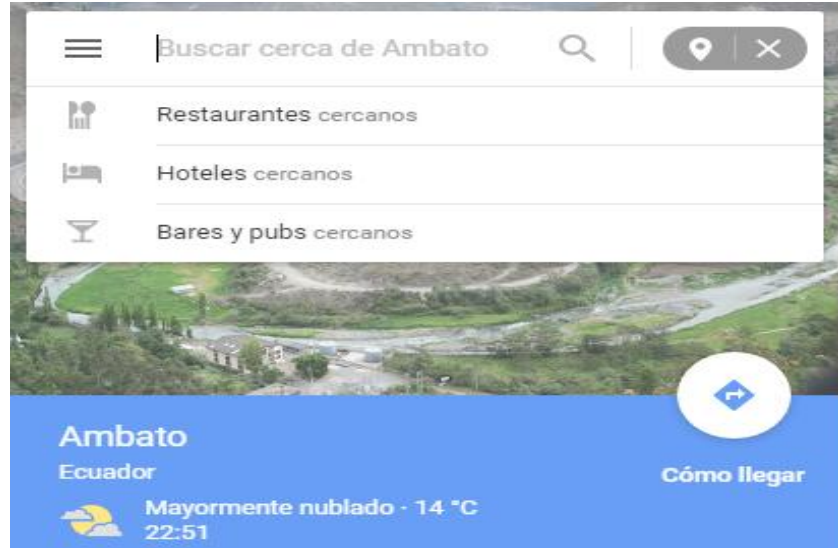 Buscar cerca de Ambato
Restaurantes cercanos
Hoteles cercanos
Bares y pubs cercanos
Ambato
Ecuador
Cómo llegar
Mayormente nublado · 14 °C
22:51